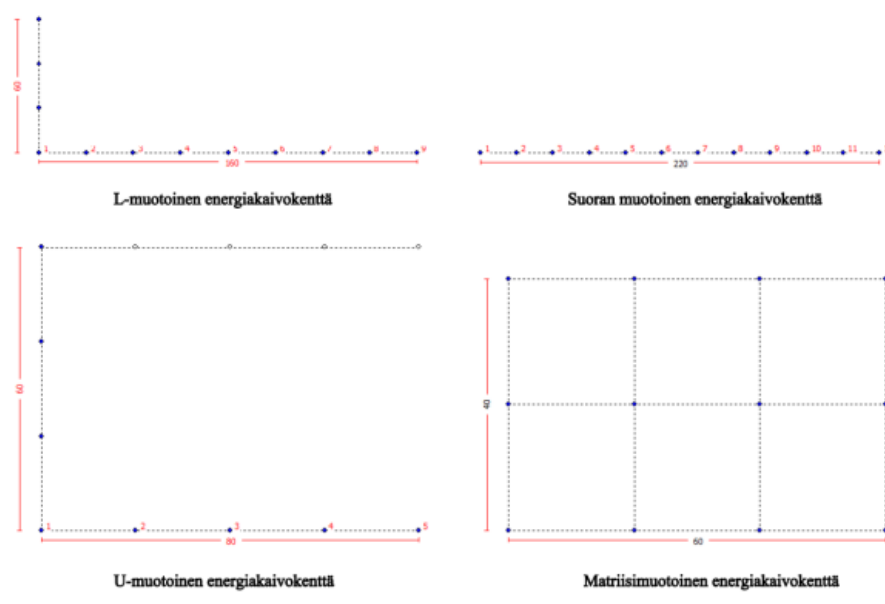 60
1 2 3 4 5 6 7 8 9
160
L-muotoinen energiakaivokenttä
1 2 3 4 5 6 7 8 9 10 11
220
Suoran muotoinen energiakaivokenttä
60
1 2 3 4 5
80
U-muotoinen energiakaivokenttä
40
60
Matriisimuotoinen energiakaivokenttä